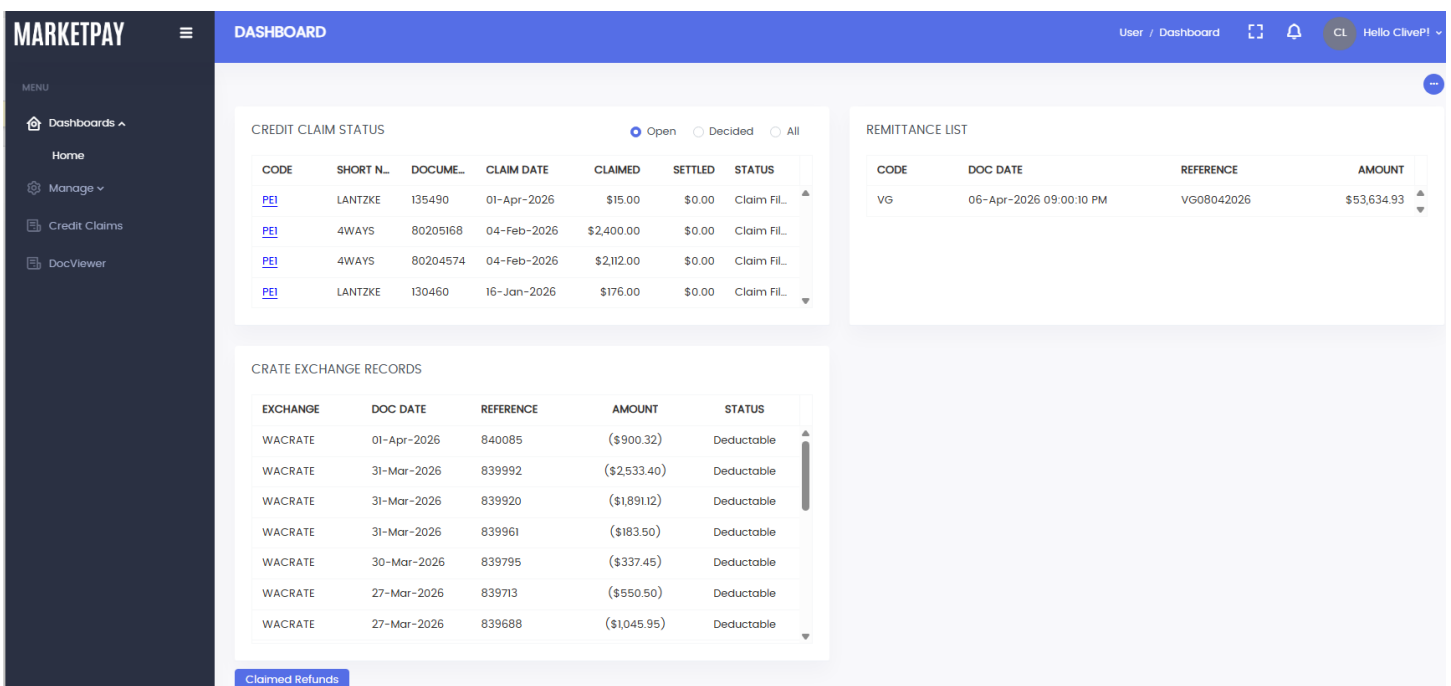 MARKETPAY
DASHBOARD
User / Dashboard
CL
Hello CliveP!
MENU
Dashboards
Home
Manage
Credit Claims
DocViewer
CREDIT CLAIM STATUS
Open Decided All
CODE SHORT N... DOCUME... CLAIM DATE CLAIMED SETTLED STATUS
PE1 LANTZKE 135490 01-Apr-2026 $15.00 $0.00 Claim Fil...
PE1 4WAYS 80205168 04-Feb-2026 $2,400.00 $0.00 Claim Fil...
PE1 4WAYS 80204574 04-Feb-2026 $2,112.00 $0.00 Claim Fil...
PE1 LANTZKE 130460 16-Jan-2026 $176.00 $0.00 Claim Fil...
REMITTANCE LIST
CODE DOC DATE REFERENCE AMOUNT
VG 06-Apr-2026 09:00:10 PM VG08042026 $53,634.93
CRATE EXCHANGE RECORDS
EXCHANGE DOC DATE REFERENCE AMOUNT STATUS
WACRATE 01-Apr-2026 840085 ($900.32) Deductable
WACRATE 31-Mar-2026 839992 ($2,533.40) Deductable
WACRATE 31-Mar-2026 839920 ($1,891.12) Deductable
WACRATE 31-Mar-2026 839961 ($183.50) Deductable
WACRATE 30-Mar-2026 839795 ($337.45) Deductable
WACRATE 27-Mar-2026 839713 ($550.50) Deductable
WACRATE 27-Mar-2026 839688 ($1,045.95) Deductable
Claimed Refunds